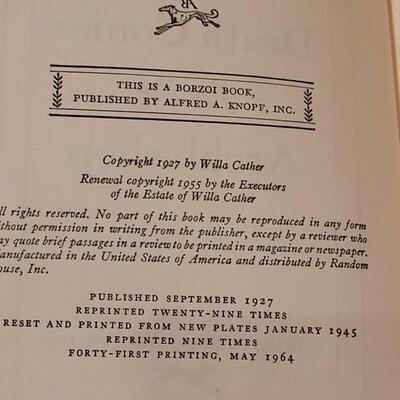 THIS IS A BORZOI BOOK,
PUBLISHED BY ALFRED A. KNOPF, INC.
Copyright 1927 by Willa Cather
Renewal copyright 1955 by the Executors
of the Estate of Willa Cather
ll rights reserved. No part of this book may be reproduced in any form
ithout permission in writing from the publisher, except by a reviewer who
ay quote brief passages in a review to be printed in a magazine or newspaper.
anufactured in the United States of America and distributed by Random
ouse, Inc.
PUBLISHED SEPTEMBER 1927
REPRINTED TWENTY-NINE TIMES
RESET AND PRINTED FROM NEW PLATES JANUARY 1945
REPRINTED NINE TIMES
FORTY-FIRST PRINTING, MAY 1964